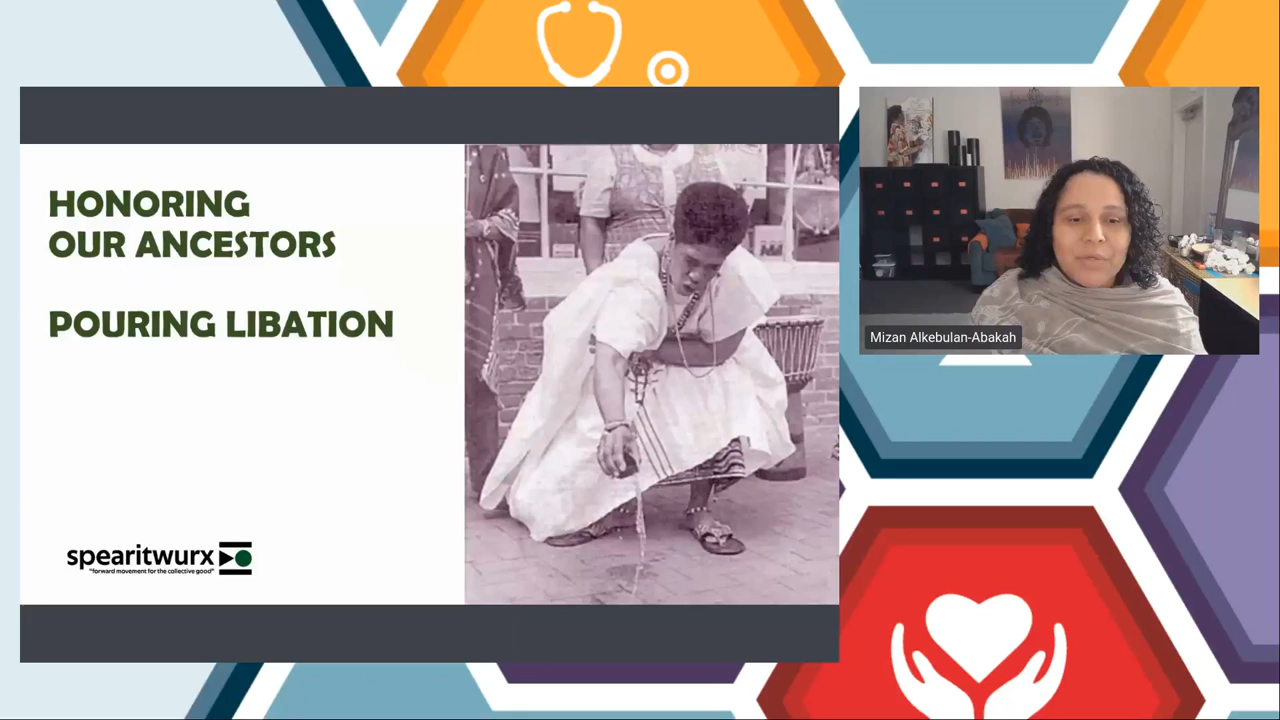 HONORING
OUR ANCESTORS
POURING LIBATION
spearitwurx
"forward movement for the collective good"
Mizan Alkebulan-Abakah